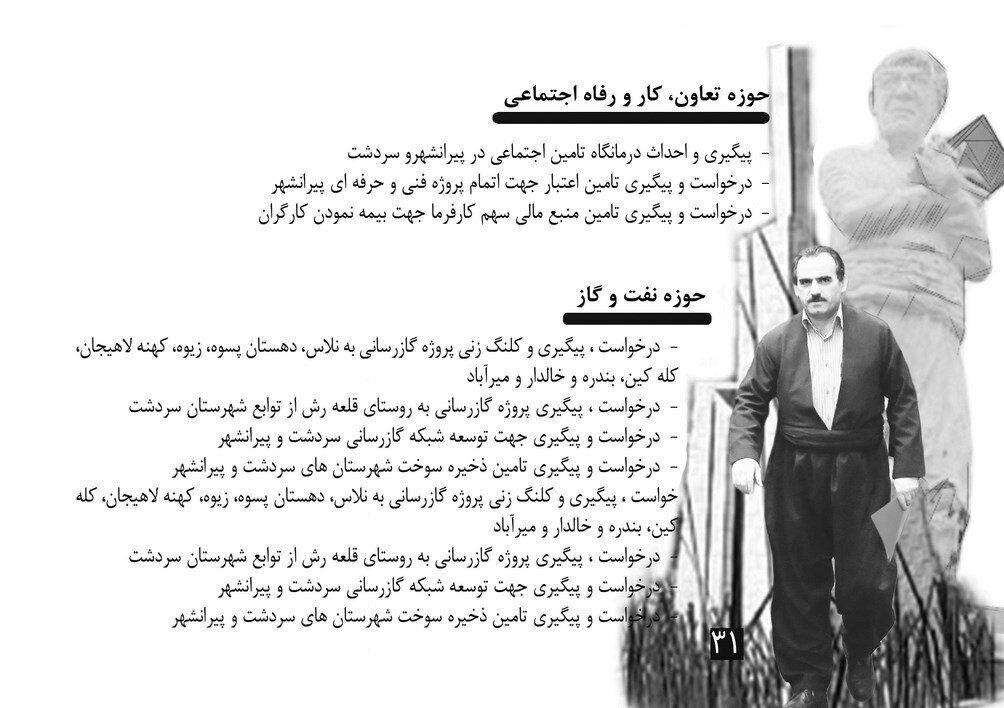 حوزه تعاون، کار و رفاه اجتماعی
- پیگیری و احداث درمانگاه تامین اجتماعی در پیرانشهرو سردشت
- درخواست و پیگیری تامین اعتبار جهت اتمام پروژه فنی و حرفه ای پیرانشهر
- درخواست و پیگیری تامین منبع مالی سهم کارفرما جهت بیمه نمودن کارگران
حوزه نفت و گاز
- درخواست ، پیگیری و کلنگ زنی پروژه گازرسانی به نلاس، دهستان پسوه، زیوه، کهنه لاهیجان،
کله کین، بندره و خالدار و میرآباد
- درخواست ، پیگیری پروژه گازرسانی به روستای قلعه رش از توابع شهرستان سردشت
- درخواست و پیگیری جهت توسعه شبکه گازرسانی سردشت و پیرانشهر
- درخواست و پیگیری تامین ذخیره سوخت شهرستان های سردشت و پیرانشهر
خواست ، پیگیری و کلنگ زنی پروژه گازرسانی به نلاس، دهستان پسوه، زیوه، کهنه لاهیجان، کله
کین، بندره و خالدار و میرآباد
- درخواست ، پیگیری پروژه گازرسانی به روستای قلعه رش از توابع شهرستان سردشت
- درخواست و پیگیری جهت توسعه شبکه گازرسانی سردشت و پیرانشهر
- درخواست و پیگیری تامین ذخیره سوخت شهرستان های سردشت و پیرانشهر
۳۱